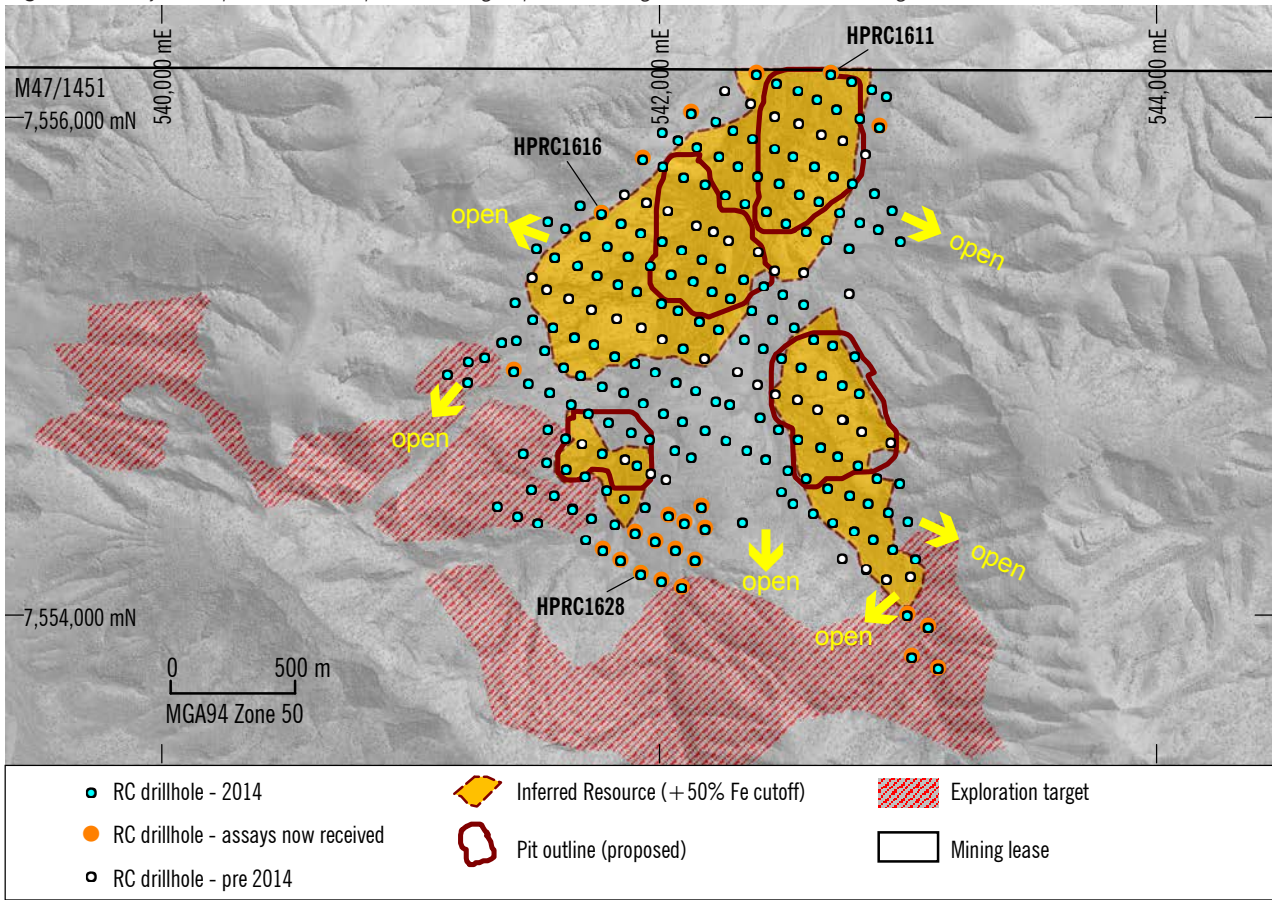 540,000 mE
542,000 mE
544,000 mE
HPRC1611
M47/1451
7,556,000 mN
HPRC1616
open
open
open
open
open
HPRC1628
open
7,554,000 mN
0 500 m
MGA94 Zone 50
RC drillhole - 2014
Inferred Resource (+50% Fe cutoff)
Exploration target
RC drillhole - assays now received
Pit outline (proposed)
Mining lease
RC drillhole - pre 2014